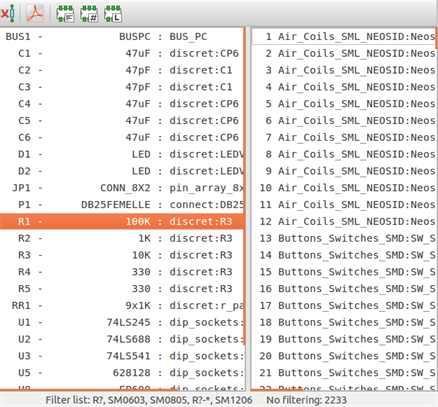 BUS1 - BUSPC : BUS_PC
C1 - 47uF : discret:CP6
C2 - 47pF : discret:C1
C3 - 47pF : discret:C1
C4 - 47uF : discret:CP6
C5 - 47uF : discret:CP6
C6 - 47uF : discret:CP6
D1 - LED : discret:LEDV
D2 - LED : discret:LEDV
JP1 - CONN_8X2 : pin_array_8x
P1 - DB25FEMELLE : connect:DB25
R1 - 100K : discret:R3
R2 - 1K : discret:R3
R3 - 10K : discret:R3
R4 - 330 : discret:R3
R5 - 330 : discret:R3
RR1 - 9x1K : discret:r_pa
U1 - 74LS245 : dip_sockets:
U2 - 74LS688 : dip_sockets:
U3 - 74LS541 : dip_sockets:
U5 - 628128 : dip_sockets:
1 Air_Coils_SML_NEOSID:Neos
2 Air_Coils_SML_NEOSID:Neos
3 Air_Coils_SML_NEOSID:Neos
4 Air_Coils_SML_NEOSID:Neos
5 Air_Coils_SML_NEOSID:Neos
6 Air_Coils_SML_NEOSID:Neos
7 Air_Coils_SML_NEOSID:Neos
8 Air_Coils_SML_NEOSID:Neos
9 Air_Coils_SML_NEOSID:Neos
10 Air_Coils_SML_NEOSID:Neos
11 Air_Coils_SML_NEOSID:Neos
12 Air_Coils_SML_NEOSID:Neos
13 Buttons_Switches_SMD:SW_S
14 Buttons_Switches_SMD:SW_S
15 Buttons_Switches_SMD:SW_S
16 Buttons_Switches_SMD:SW_S
17 Buttons_Switches_SMD:SW_S
18 Buttons_Switches_SMD:SW_S
19 Buttons_Switches_SMD:SW_S
20 Buttons_Switches_SMD:SW_S
21 Buttons_Switches_SMD:SW_S
Filter list: R?, SM0603, SM0805, R?-*, SM1206 No filtering: 2233